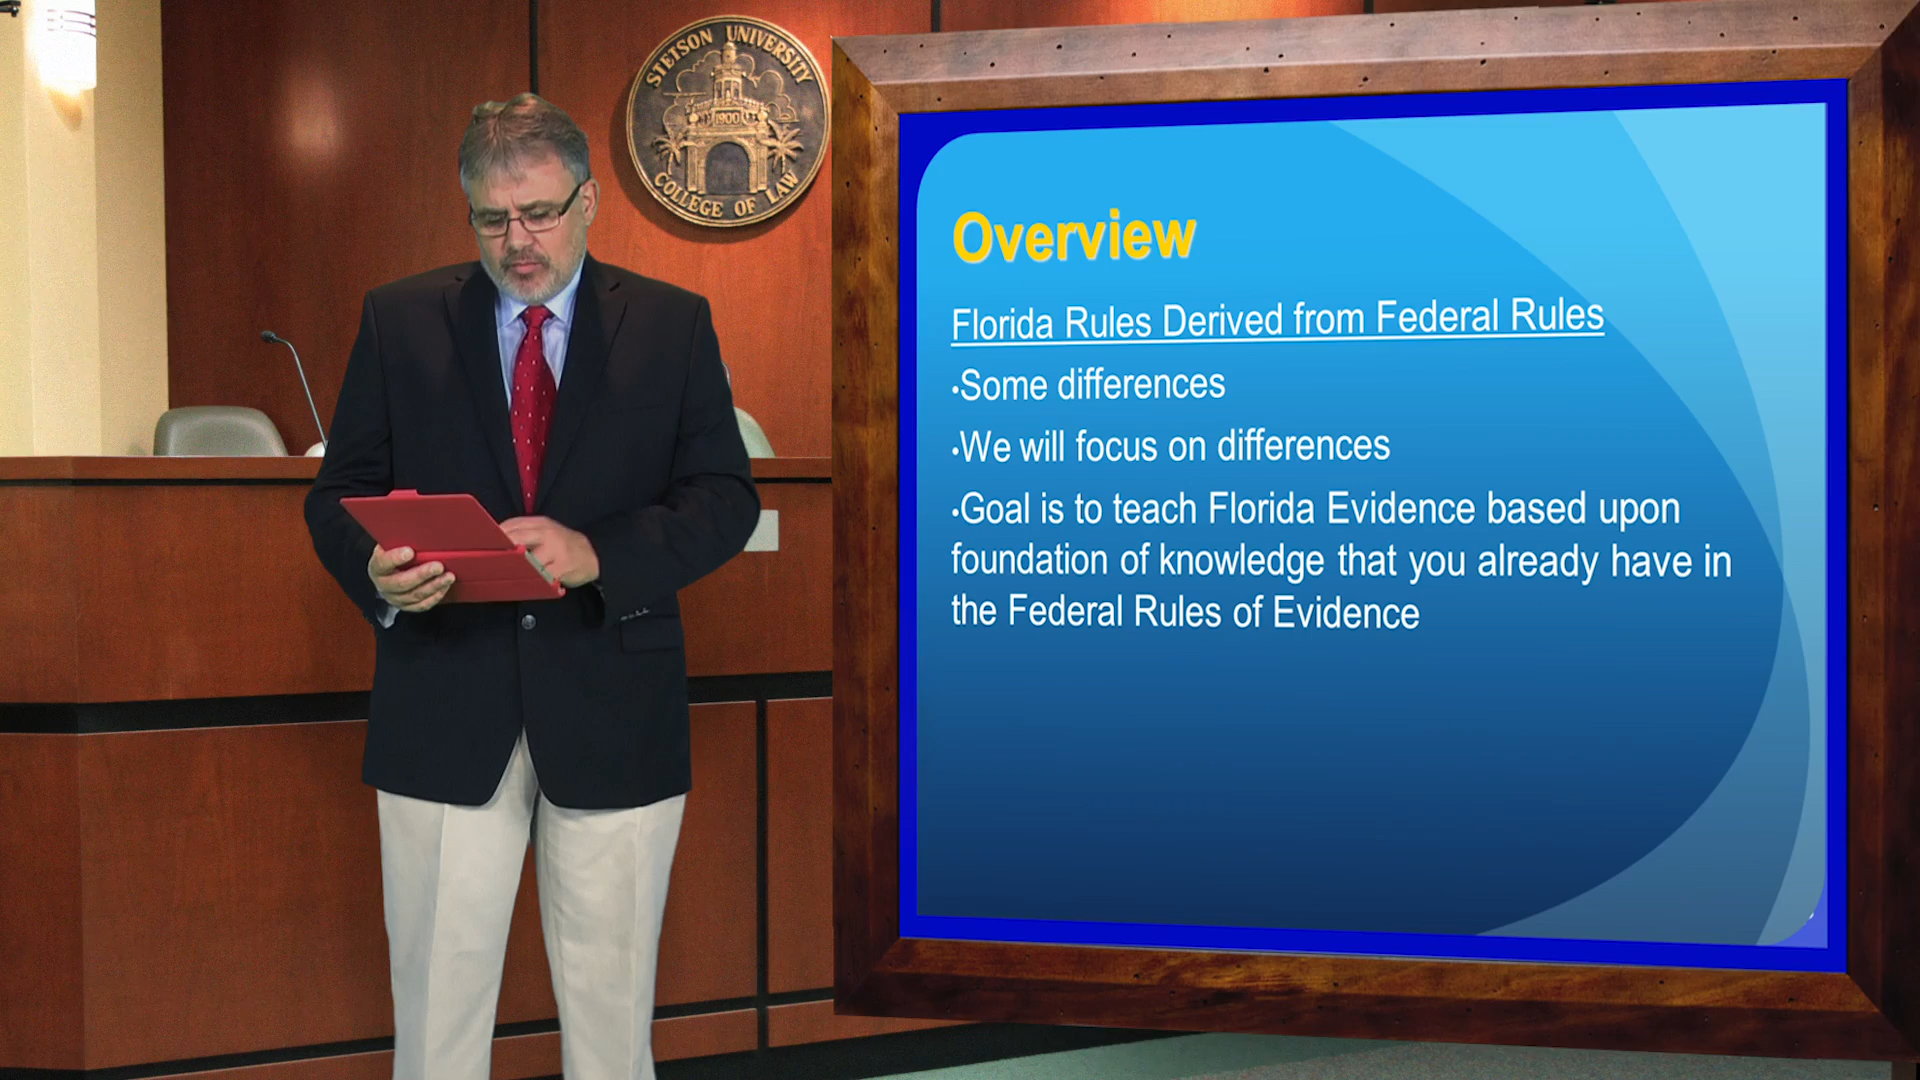 STETSON UNIVERSITY
1900
COLLEGE OF LAW
Overview
Florida Rules Derived from Federal Rules
•Some differences
•We will focus on differences
•Goal is to teach Florida Evidence based upon
foundation of knowledge that you already have in
the Federal Rules of Evidence